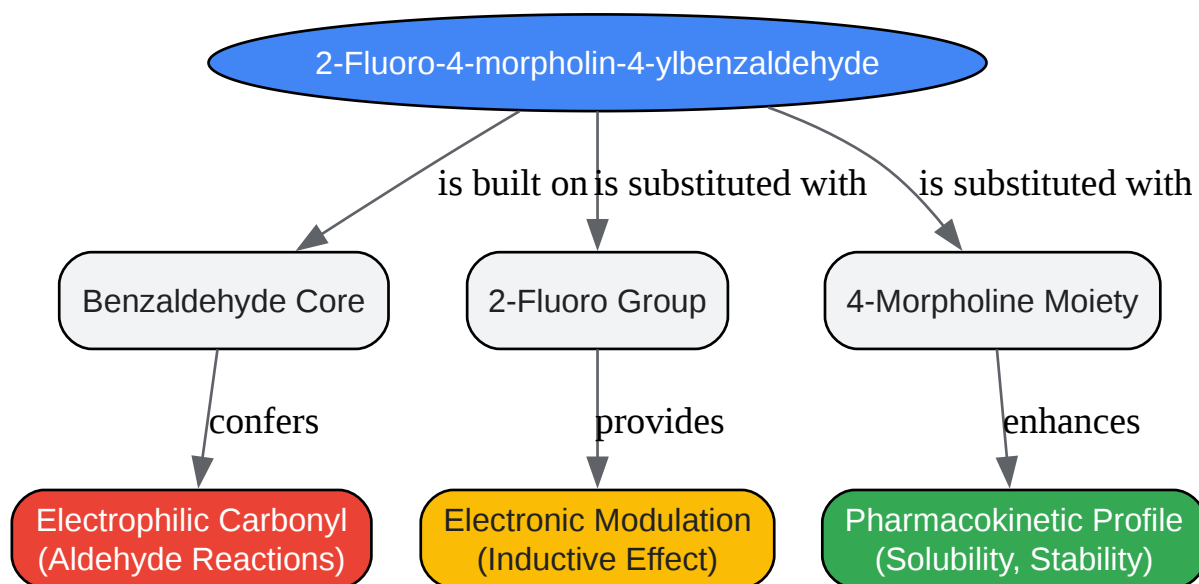 2-Fluoro-4-morpholin-4-ylbenzaldehyde
is built on
is substituted with
is substituted with
Benzaldehyde Core
2-Fluoro Group
4-Morpholine Moiety
confers
provides
enhances
Electrophilic Carbonyl
(Aldehyde Reactions)
Electronic Modulation
(Inductive Effect)
Pharmacokinetic Profile
(Solubility, Stability)